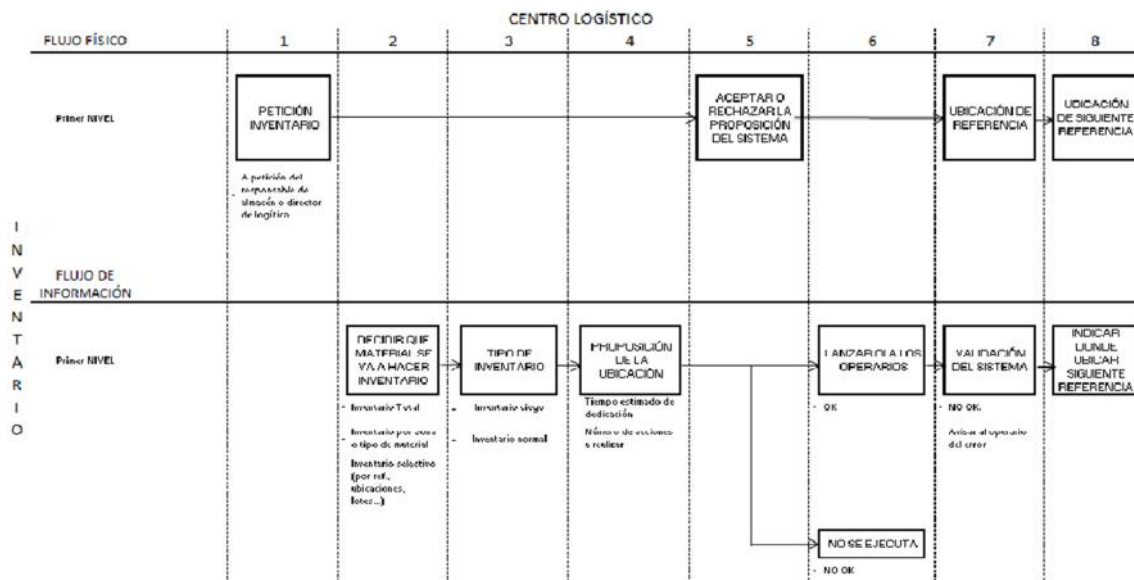 CENTRO LOGÍSTICO
FLUJO FÍSICO
1
2
3
4
5
6
7
8
Primer NIVEL
PETICIÓN
INVENTARIO
ACEPTAR O
RECHAZAR LA
PROPOSICIÓN
DEL SISTEMA
UBICACIÓN DE
REFERENCIA
UBICACIÓN
DE SIGUIENTE
REFERENCIA
- A petición del
responsable de
almacén o director
de logítica
INVENTARIO
FLUJO DE
INFORMACIÓN
Primer NIVEL
DECIDIR QUE
MATERIAL SE
VA A HACER
INVENTARIO
TIPO DE
INVENTARIO
PROPOSICIÓN
DE LA
UBICACIÓN
LANZAR OI A LOS
OPERARIOS
VALIDACIÓN
DEL SISTEMA
INDICAR
DONDE
UBICAR
SIGUIENTE
REFERENCIA
- Inventario Total
- Inventario por zona
o tipo de material
Inventario selectivo
(por ref.,
ubicaciones,
lotes...)
- Inventario ciego
- Inventario normal
Tiempo estimado de
dedicación
Número de acciones
a realizar
- OK
- NO OK.
Avisar al operario
del error
NO SE EJECUTA
- NO OK